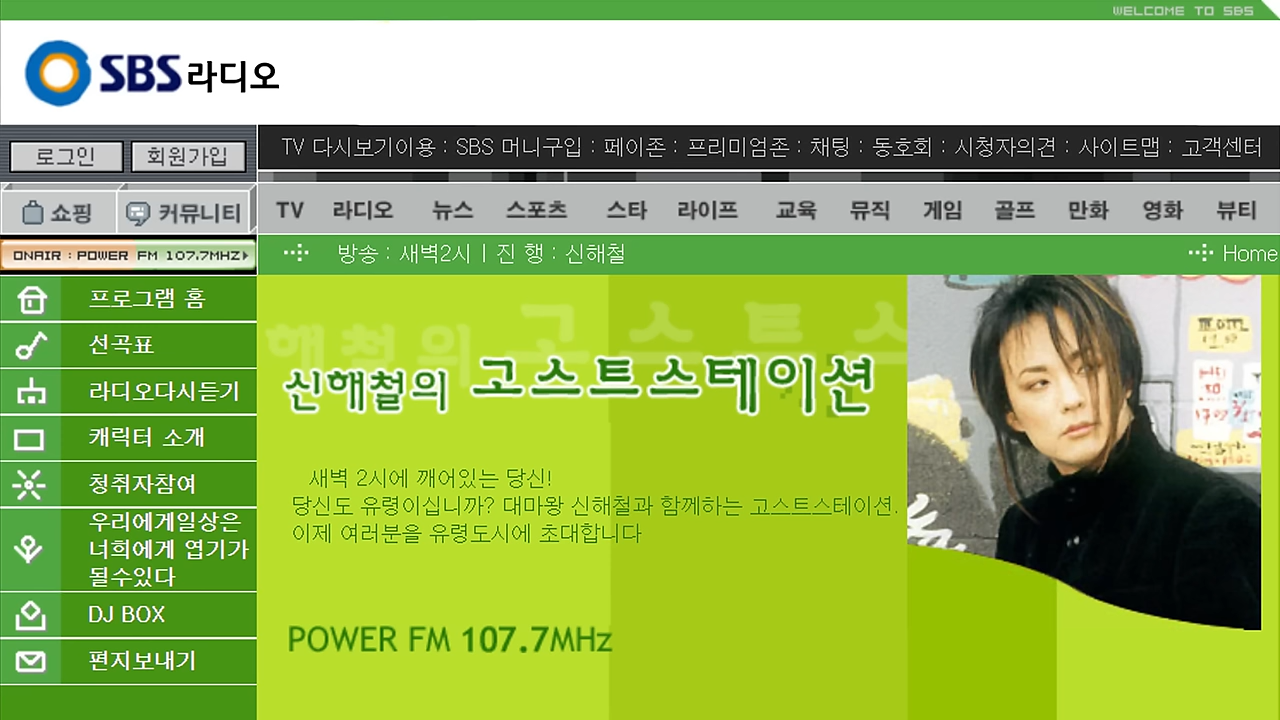 WELCOME TO SBS
SBS 라디오
로그인 회원가입
TV 다시보기이용 : SBS 머니구입 : 페이존 : 프리미엄존 : 채팅 : 동호회 : 시청자의견 : 사이트맵 : 고객센터
쇼핑 커뮤니티
TV 라디오 뉴스 스포츠 스타 라이프 교육 뮤직 게임 골프 만화 영화 뷰티
ONAIR : POWER FM 107.7MHZ
방송 : 새벽2시 | 진 행 : 신해철
Home
프로그램 홈
선곡표
라디오다시듣기
캐릭터 소개
청취자참여
우리에게일상은
너희에게 엽기가
될수있다
DJ BOX
편지보내기
해철의 고스트스
신해철의 고스트스테이션
새벽 2시에 깨어있는 당신!
당신도 유령이십니까? 대마왕 신해철과 함께하는 고스트스테이션.
이제 여러분을 유령도시에 초대합니다
POWER FM 107.7MHz